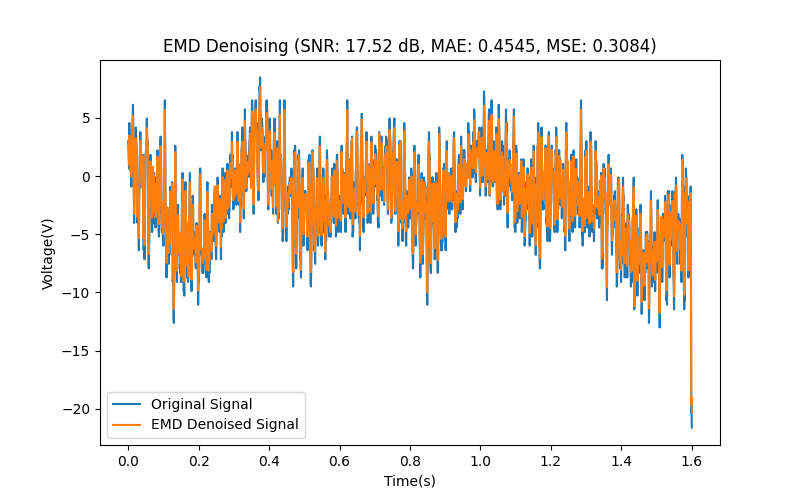 EMD Denoising (SNR: 17.52 dB, MAE: 0.4545, MSE: 0.3084)
5
0
−5
−10
−15
−20
Voltage(V)
Original Signal
EMD Denoised Signal
0.0 0.2 0.4 0.6 0.8 1.0 1.2 1.4 1.6
Time(s)